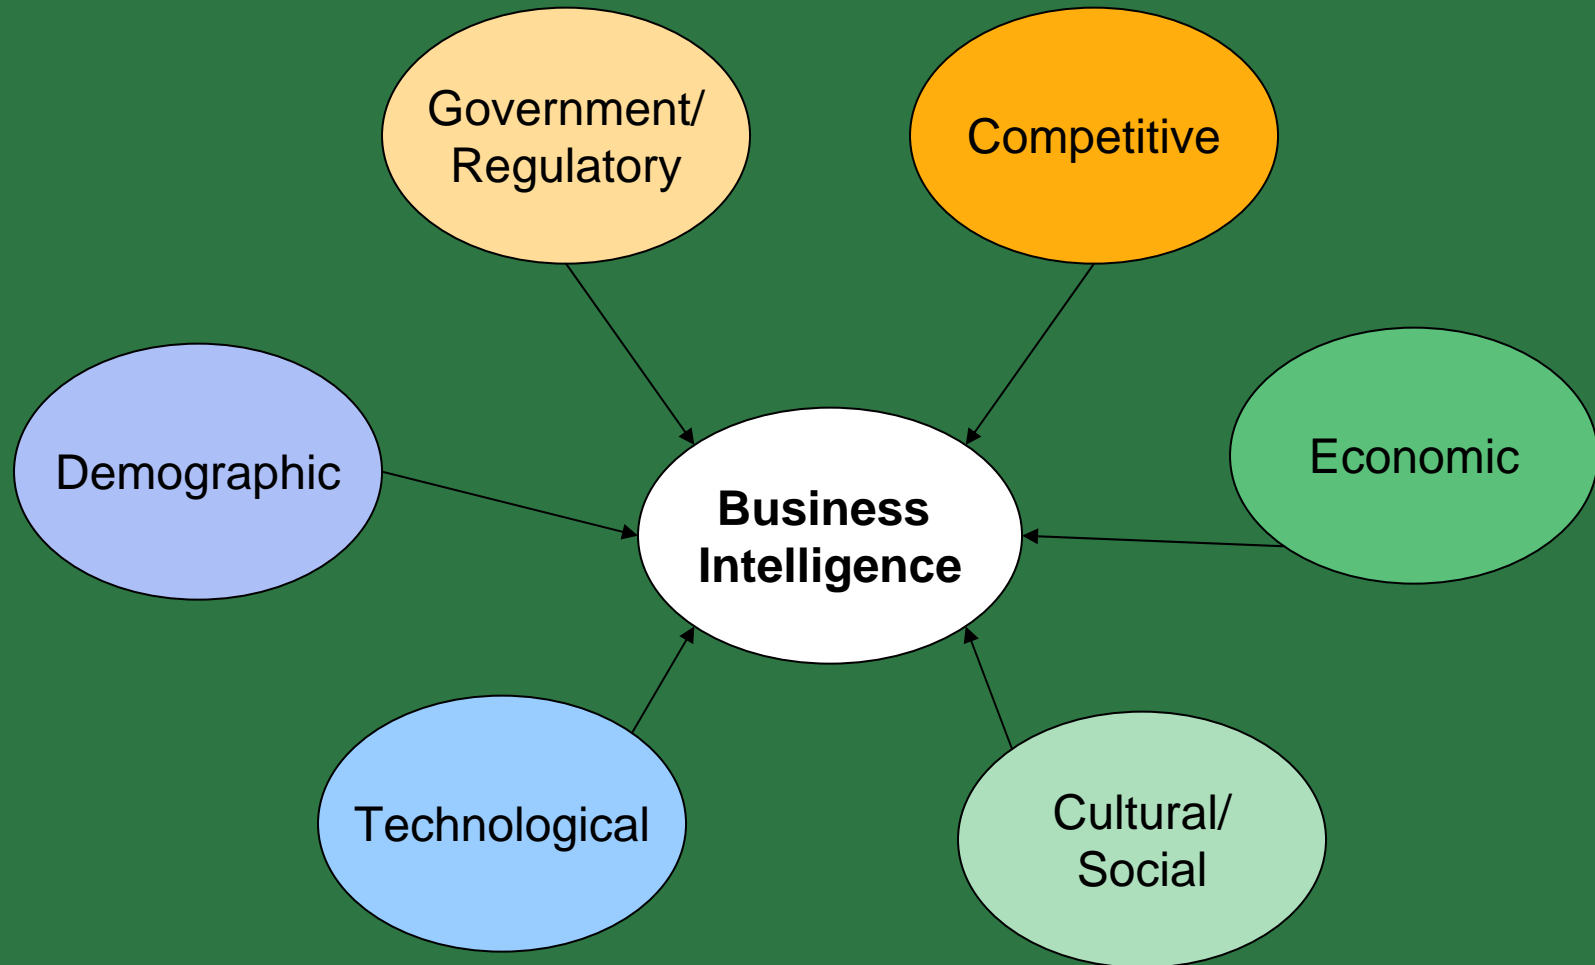 Government/
Regulatory
Competitive
Demographic
Economic
Business
Intelligence
Technological
Cultural/
Social